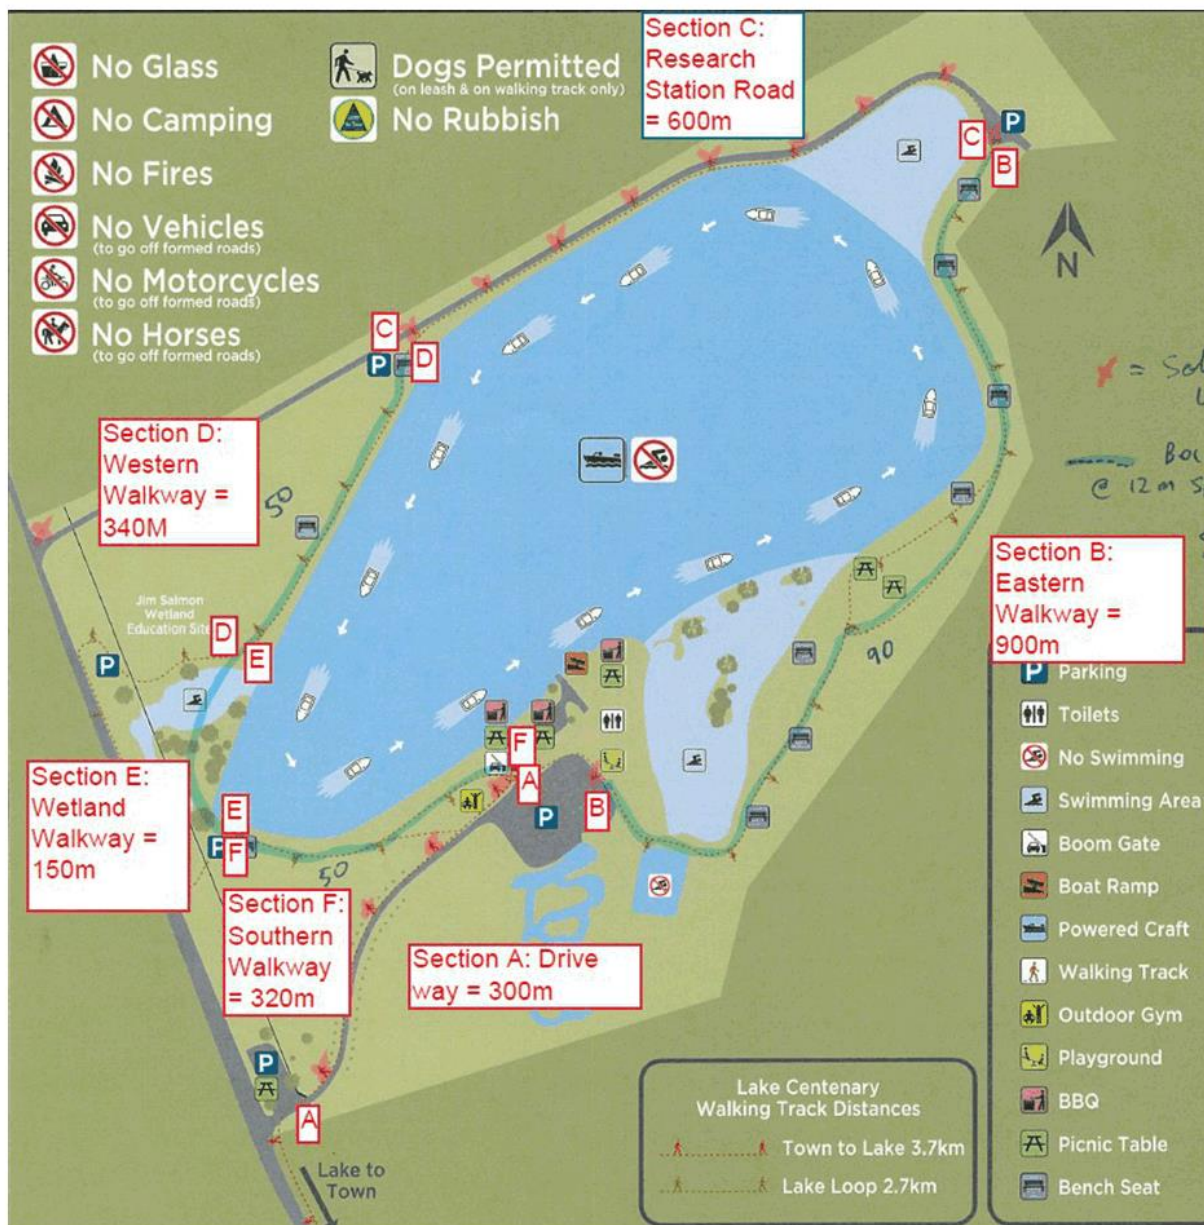 No Glass
No Camping
No Fires
No Vehicles
(to go off formed roads)
No Motorcycles
(to go off formed roads)
No Horses
(to go off formed roads)
Dogs Permitted
(on leash & on walking track only)
No Rubbish
Section C:
Research
Station Road
= 600m
P
C
B
N
C
D
P
=
Section D:
Western
Walkway =
340M
50
@ 12m
Section B:
Eastern
Walkway =
900m
Jim Salmon
Wetland
Education Site
D
E
P
90
Section E:
Wetland
Walkway =
150m
F
A
B
P
E
P
F
50
Section F:
Southern
Walkway
= 320m
Section A: Drive
way = 300m
P
A
Lake to
Town
Lake Centenary
Walking Track Distances
Town to Lake 3.7km
Lake Loop 2.7km
P Parking
Toilets
No Swimming
Swimming Area
Boom Gate
Boat Ramp
Powered Craft
Walking Track
Outdoor Gym
Playground
BBQ
Picnic Table
Bench Seat